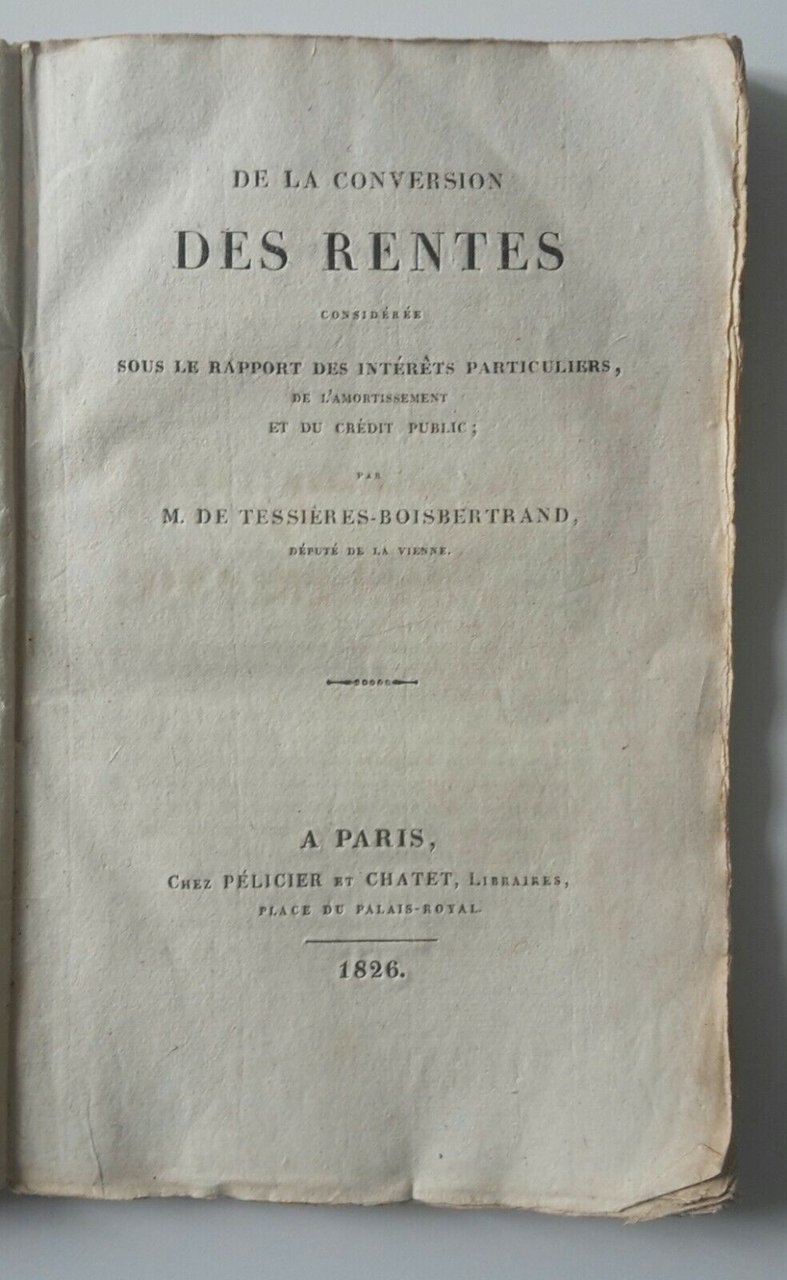 DE LA CONVERSION
DES RENTES
CONSIDÉRÉE
SOUS LE RAPPORT DES INTÉRÊTS PARTICULIERS,
DE L'AMORTISSEMENT
ET DU CRÉDIT PUBLIC;
PAR
M. DE TESSIÈRES-BOISBERTRAND,
DÉPUTÉ DE LA VIENNE.
A PARIS,
CHEZ PÉLICIER ET CHATET, LIBRAIRES,
PLACE DU PALAIS-ROYAL.
1826.